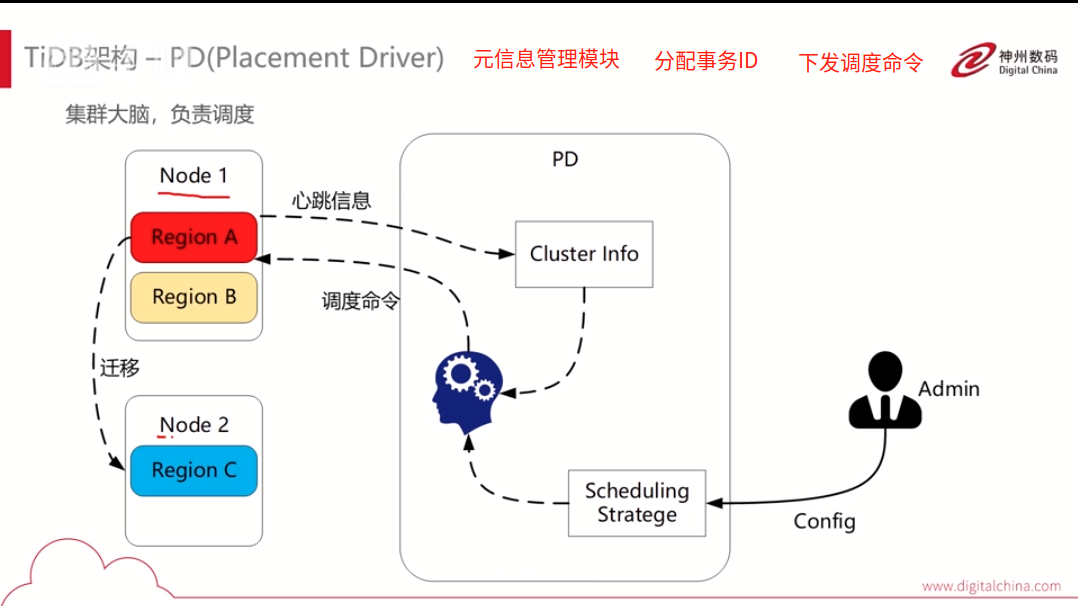 TiDB架构 – PD(Placement Driver)
元信息管理模块
分配事务ID
下发调度命令
神州数码
Digital China
集群大脑，负责调度
PD
Node 1
心跳信息
Region A
Cluster Info
Region B
调度命令
迁移
Admin
Node 2
Region C
Scheduling
Stratege
Config
www.digitalchina.com